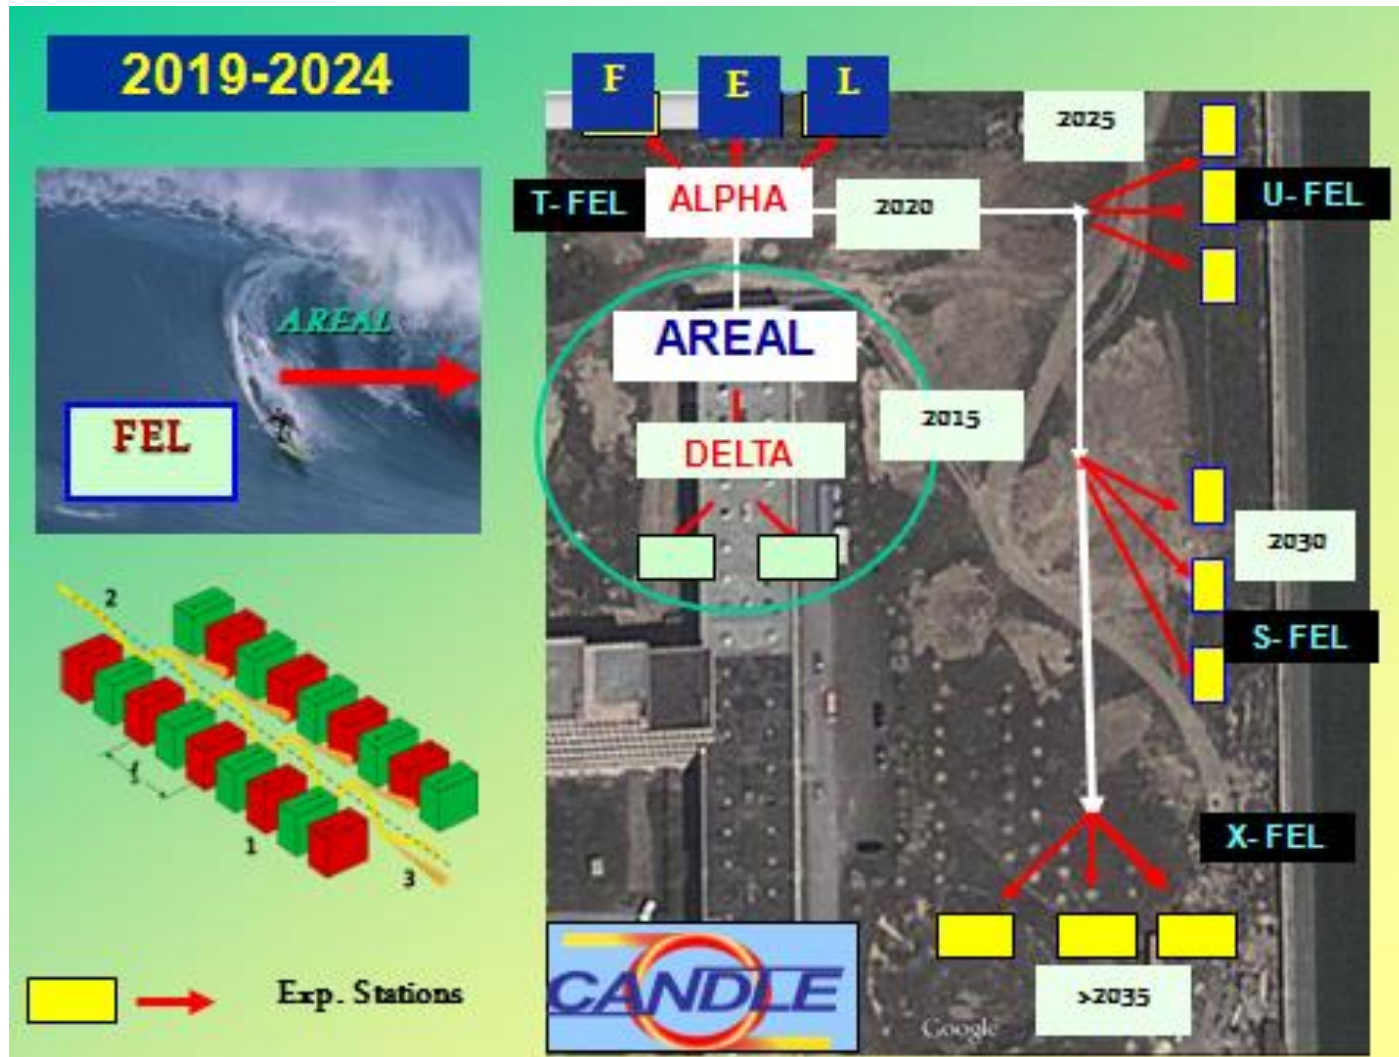 2019-2024
F E L
2025
T- FEL
ALPHA
2020
U- FEL
AREAL
FEL
AREAL
2015
DELTA
2030
S- FEL
2
1
3
X- FEL
Exp. Stations
CANDLE
>2035
Google